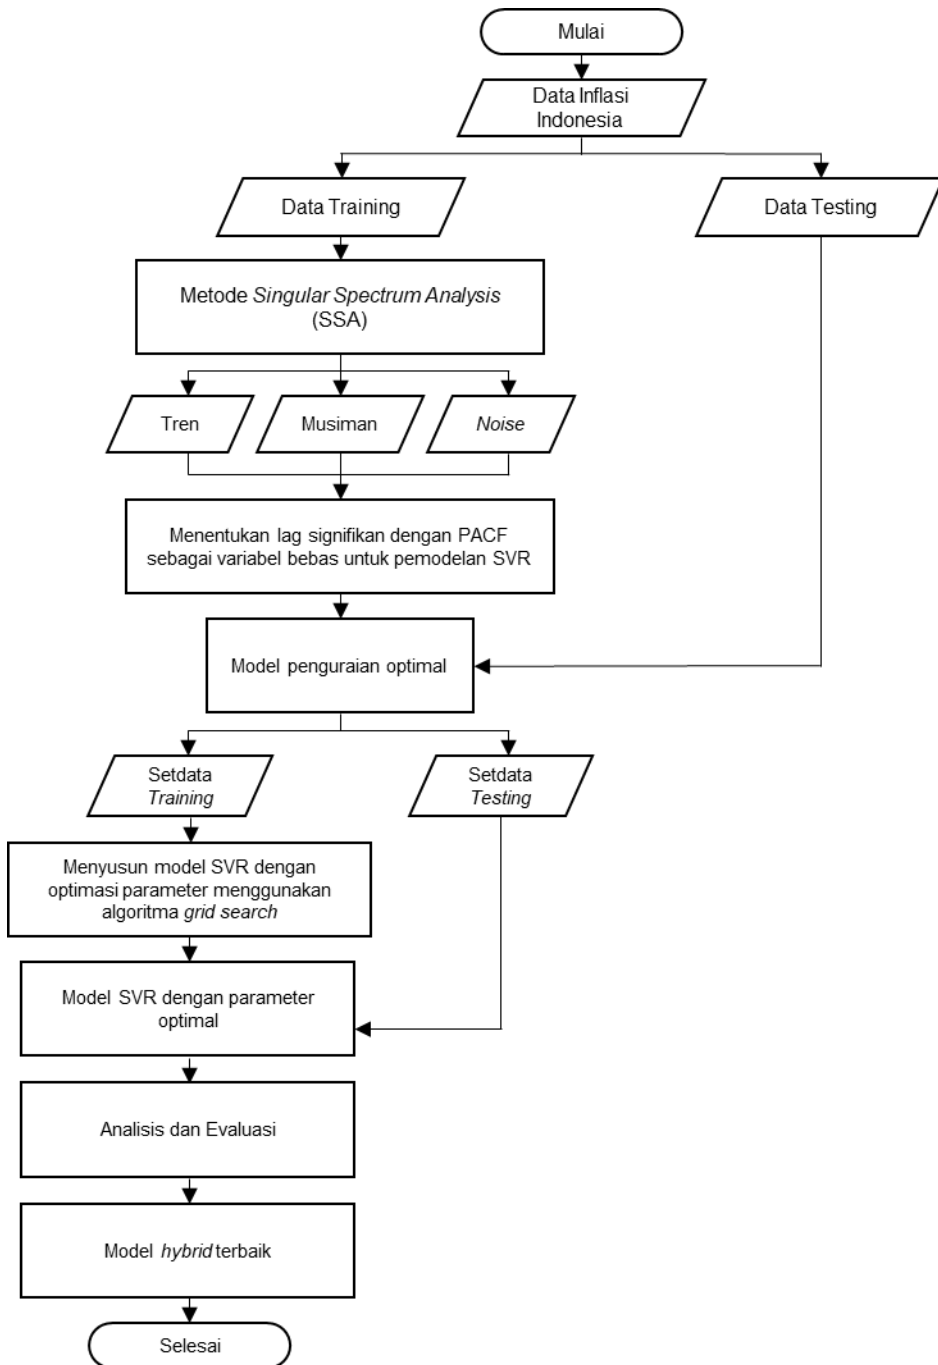 Mulai
Data Inflasi
Indonesia
Data Training
Data Testing
Metode Singular Spectrum Analysis
(SSA)
Tren
Musiman
Noise
Menentukan lag signifikan dengan PACF
sebagai variabel bebas untuk pemodelan SVR
Model penguraian optimal
Setdata
Training
Setdata
Testing
Menyusun model SVR dengan
optimasi parameter menggunakan
algoritma grid search
Model SVR dengan parameter
optimal
Analisis dan Evaluasi
Model hybrid terbaik
Selesai